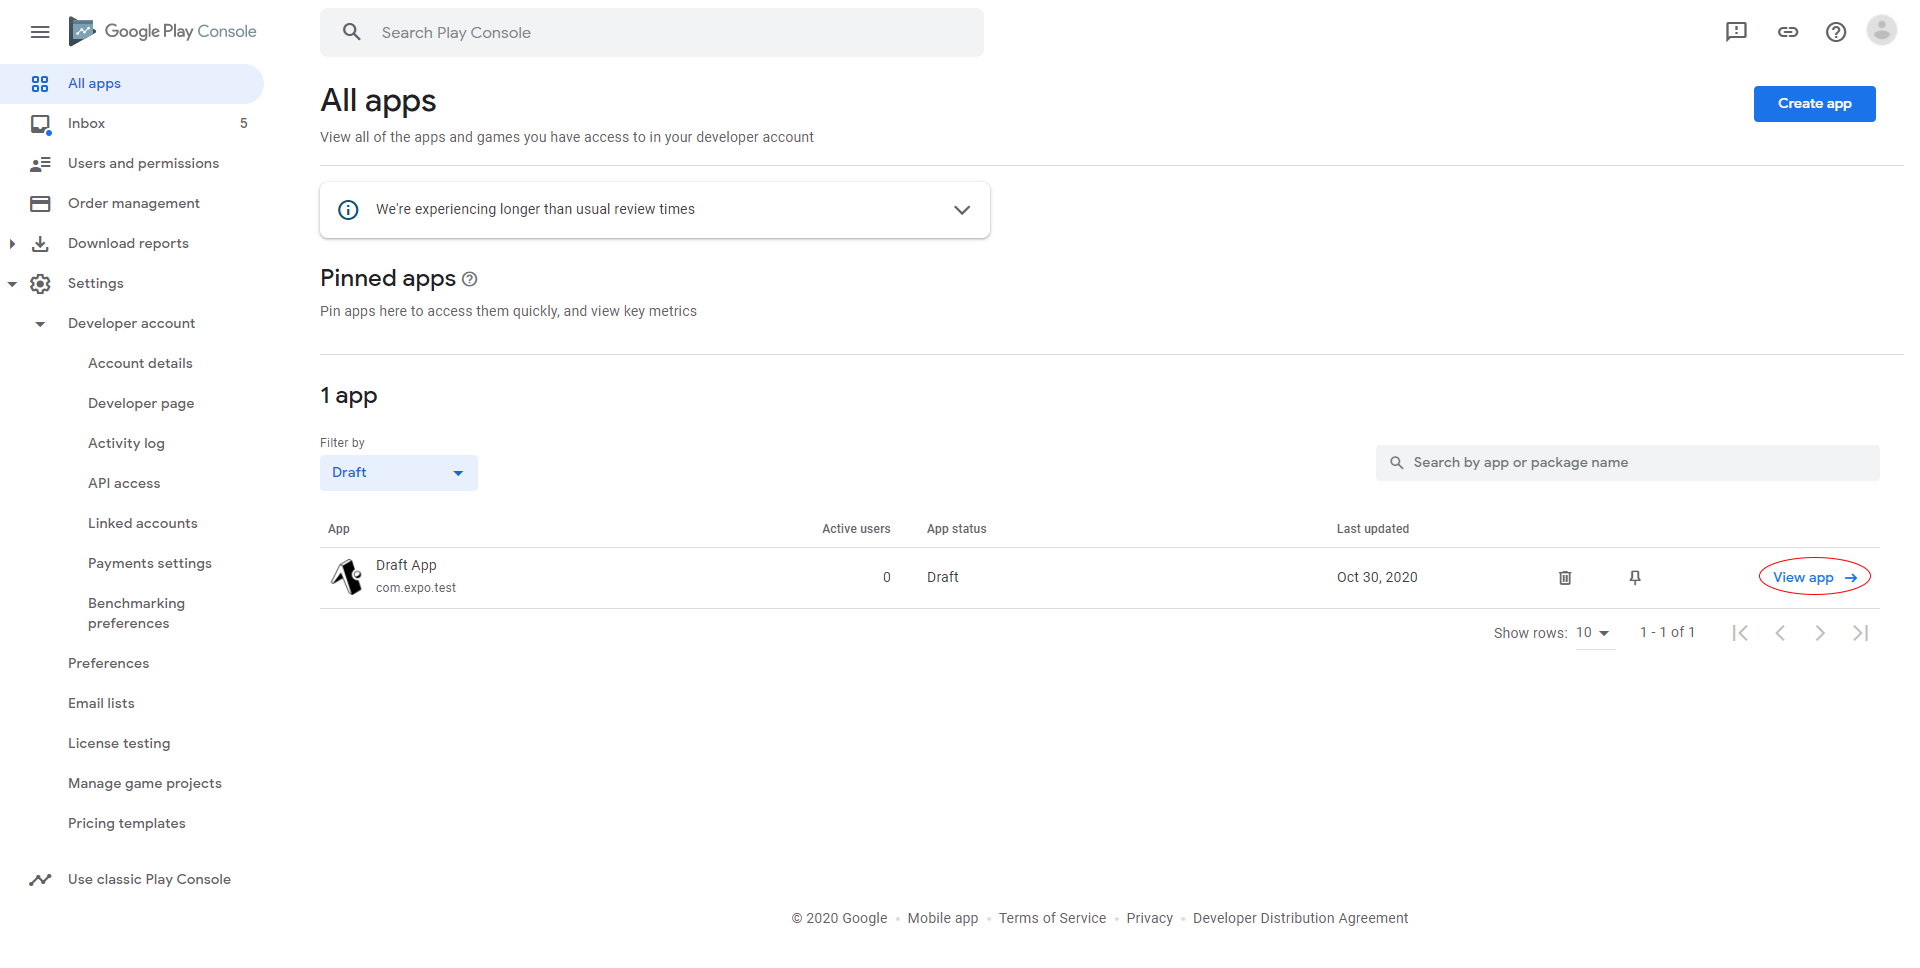 Google Play Console
Search Play Console
All apps
Inbox 5
Users and permissions
Order management
Download reports
Settings
Developer account
Account details
Developer page
Activity log
API access
Linked accounts
Payments settings
Benchmarking
preferences
Preferences
Email lists
License testing
Manage game projects
Pricing templates
Use classic Play Console
All apps
Create app
View all of the apps and games you have access to in your developer account
We're experiencing longer than usual review times
Pinned apps
Pin apps here to access them quickly, and view key metrics
1 app
Filter by
Draft
Search by app or package name
App Active users App status Last updated
Draft App
com.expo.test
0 Draft Oct 30, 2020 View app
Show rows: 10 1 - 1 of 1
© 2020 Google • Mobile app • Terms of Service • Privacy • Developer Distribution Agreement